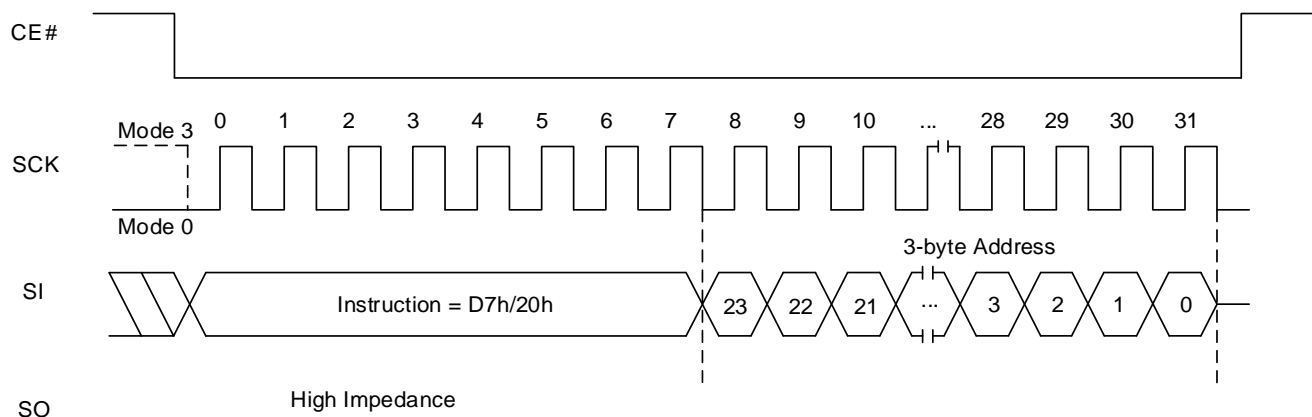 CE#
0 1 2 3 4 5 6 7 8 9 10 ... 28 29 30 31
Mode 3
SCK
Mode 0
3-byte Address
SI
Instruction = D7h/20h 23 22 21 ... 3 2 1 0
High Impedance
SO